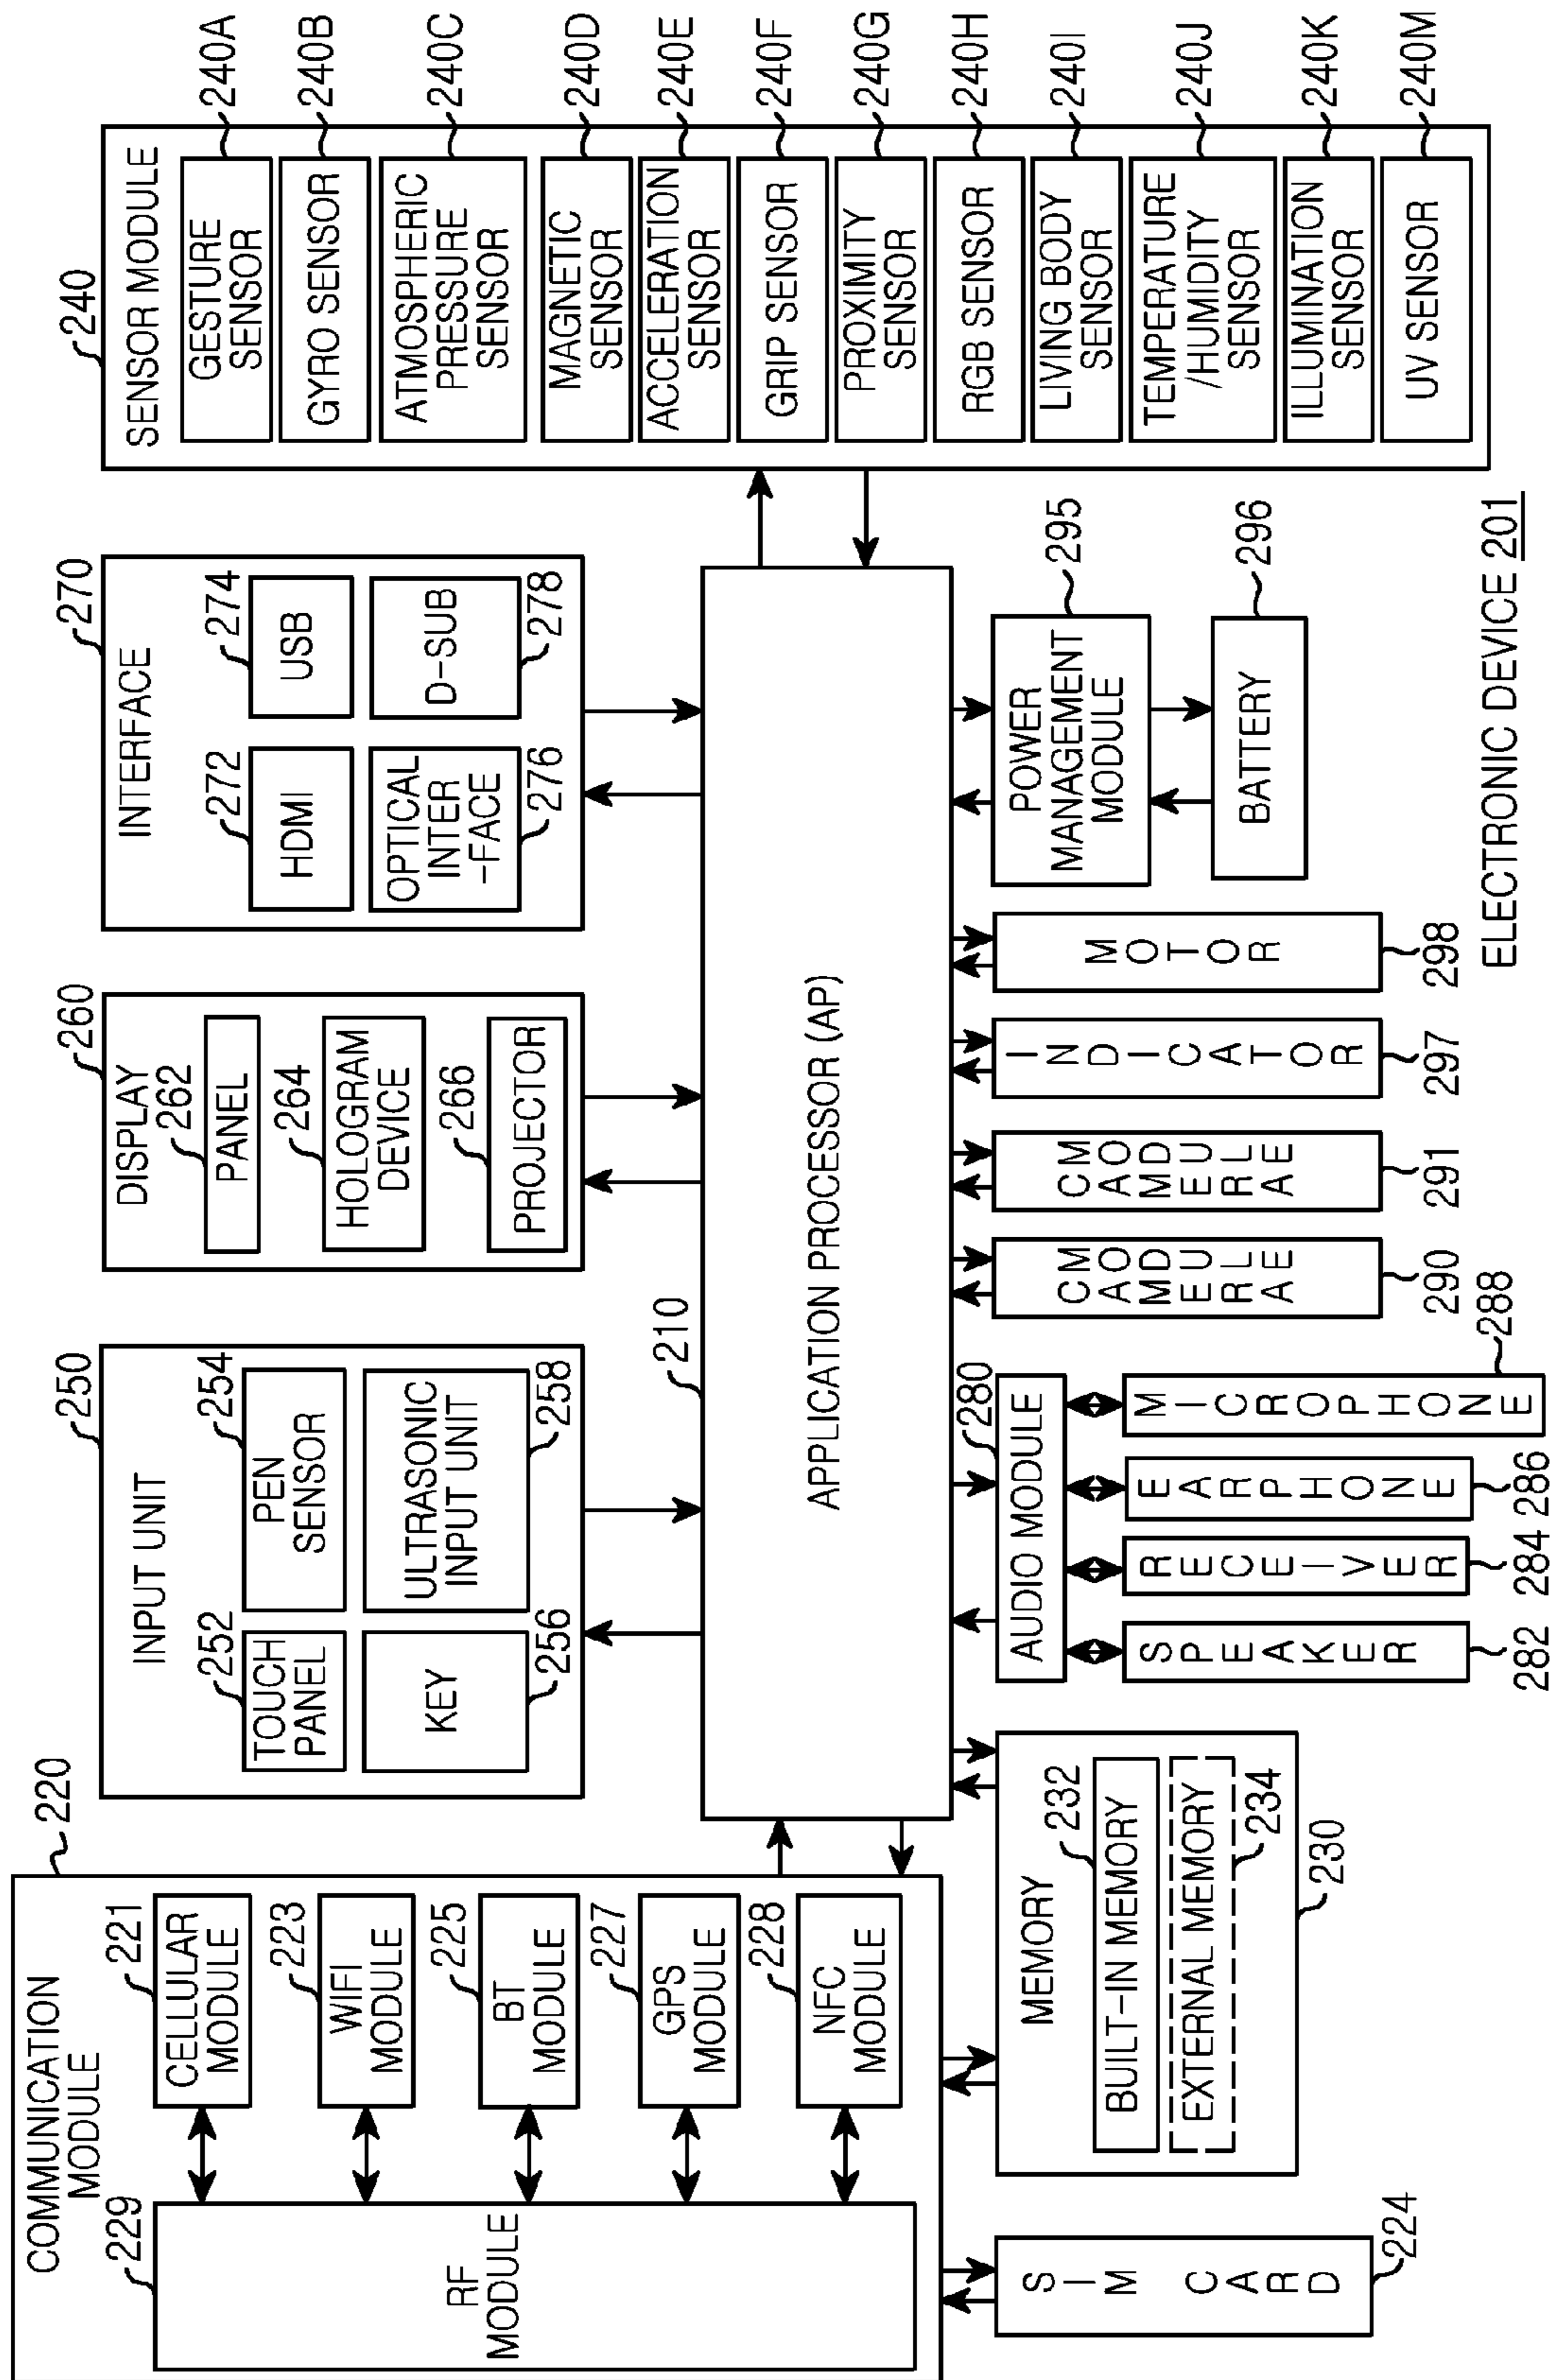 COMMUNICATION
MODULE
220
229
RF
MODULE
221
CELLULAR
MODULE
223
WIFI
MODULE
225
BT
MODULE
227
GPS
MODULE
228
NFC
MODULE
SIM CARD
224
MEMORY
232
BUILT-IN MEMORY
EXTERNAL MEMORY
234
230
INPUT UNIT
250
252
TOUCH
PANEL
254
PEN
SENSOR
KEY
256
ULTRASONIC
INPUT UNIT
258
DISPLAY
260
262
PANEL
264
HOLOGRAM
DEVICE
266
PROJECTOR
INTERFACE
270
272
HDMI
274
USB
OPTICAL
INTER
-FACE
276
D-SUB
278
210
APPLICATION PROCESSOR (AP)
AUDIO MODULE
280
SPEAKER
282
RECEIVER
284
EARPHONE
286
MICROPHONE
288
CAMERA
MODULE
290
CAMERA
MODULE
291
INDICATOR
297
MOTOR
298
POWER
MANAGEMENT
MODULE
295
BATTERY
296
240
SENSOR MODULE
GESTURE
SENSOR
240A
GYRO SENSOR
240B
ATMOSPHERIC
PRESSURE
SENSOR
240C
MAGNETIC
SENSOR
240D
ACCELERATION
SENSOR
240E
GRIP SENSOR
240F
PROXIMITY
SENSOR
240G
RGB SENSOR
240H
LIVING BODY
SENSOR
240I
TEMPERATURE
/HUMIDITY
SENSOR
240J
ILLUMINATION
SENSOR
240K
UV SENSOR
240M
ELECTRONIC DEVICE 201